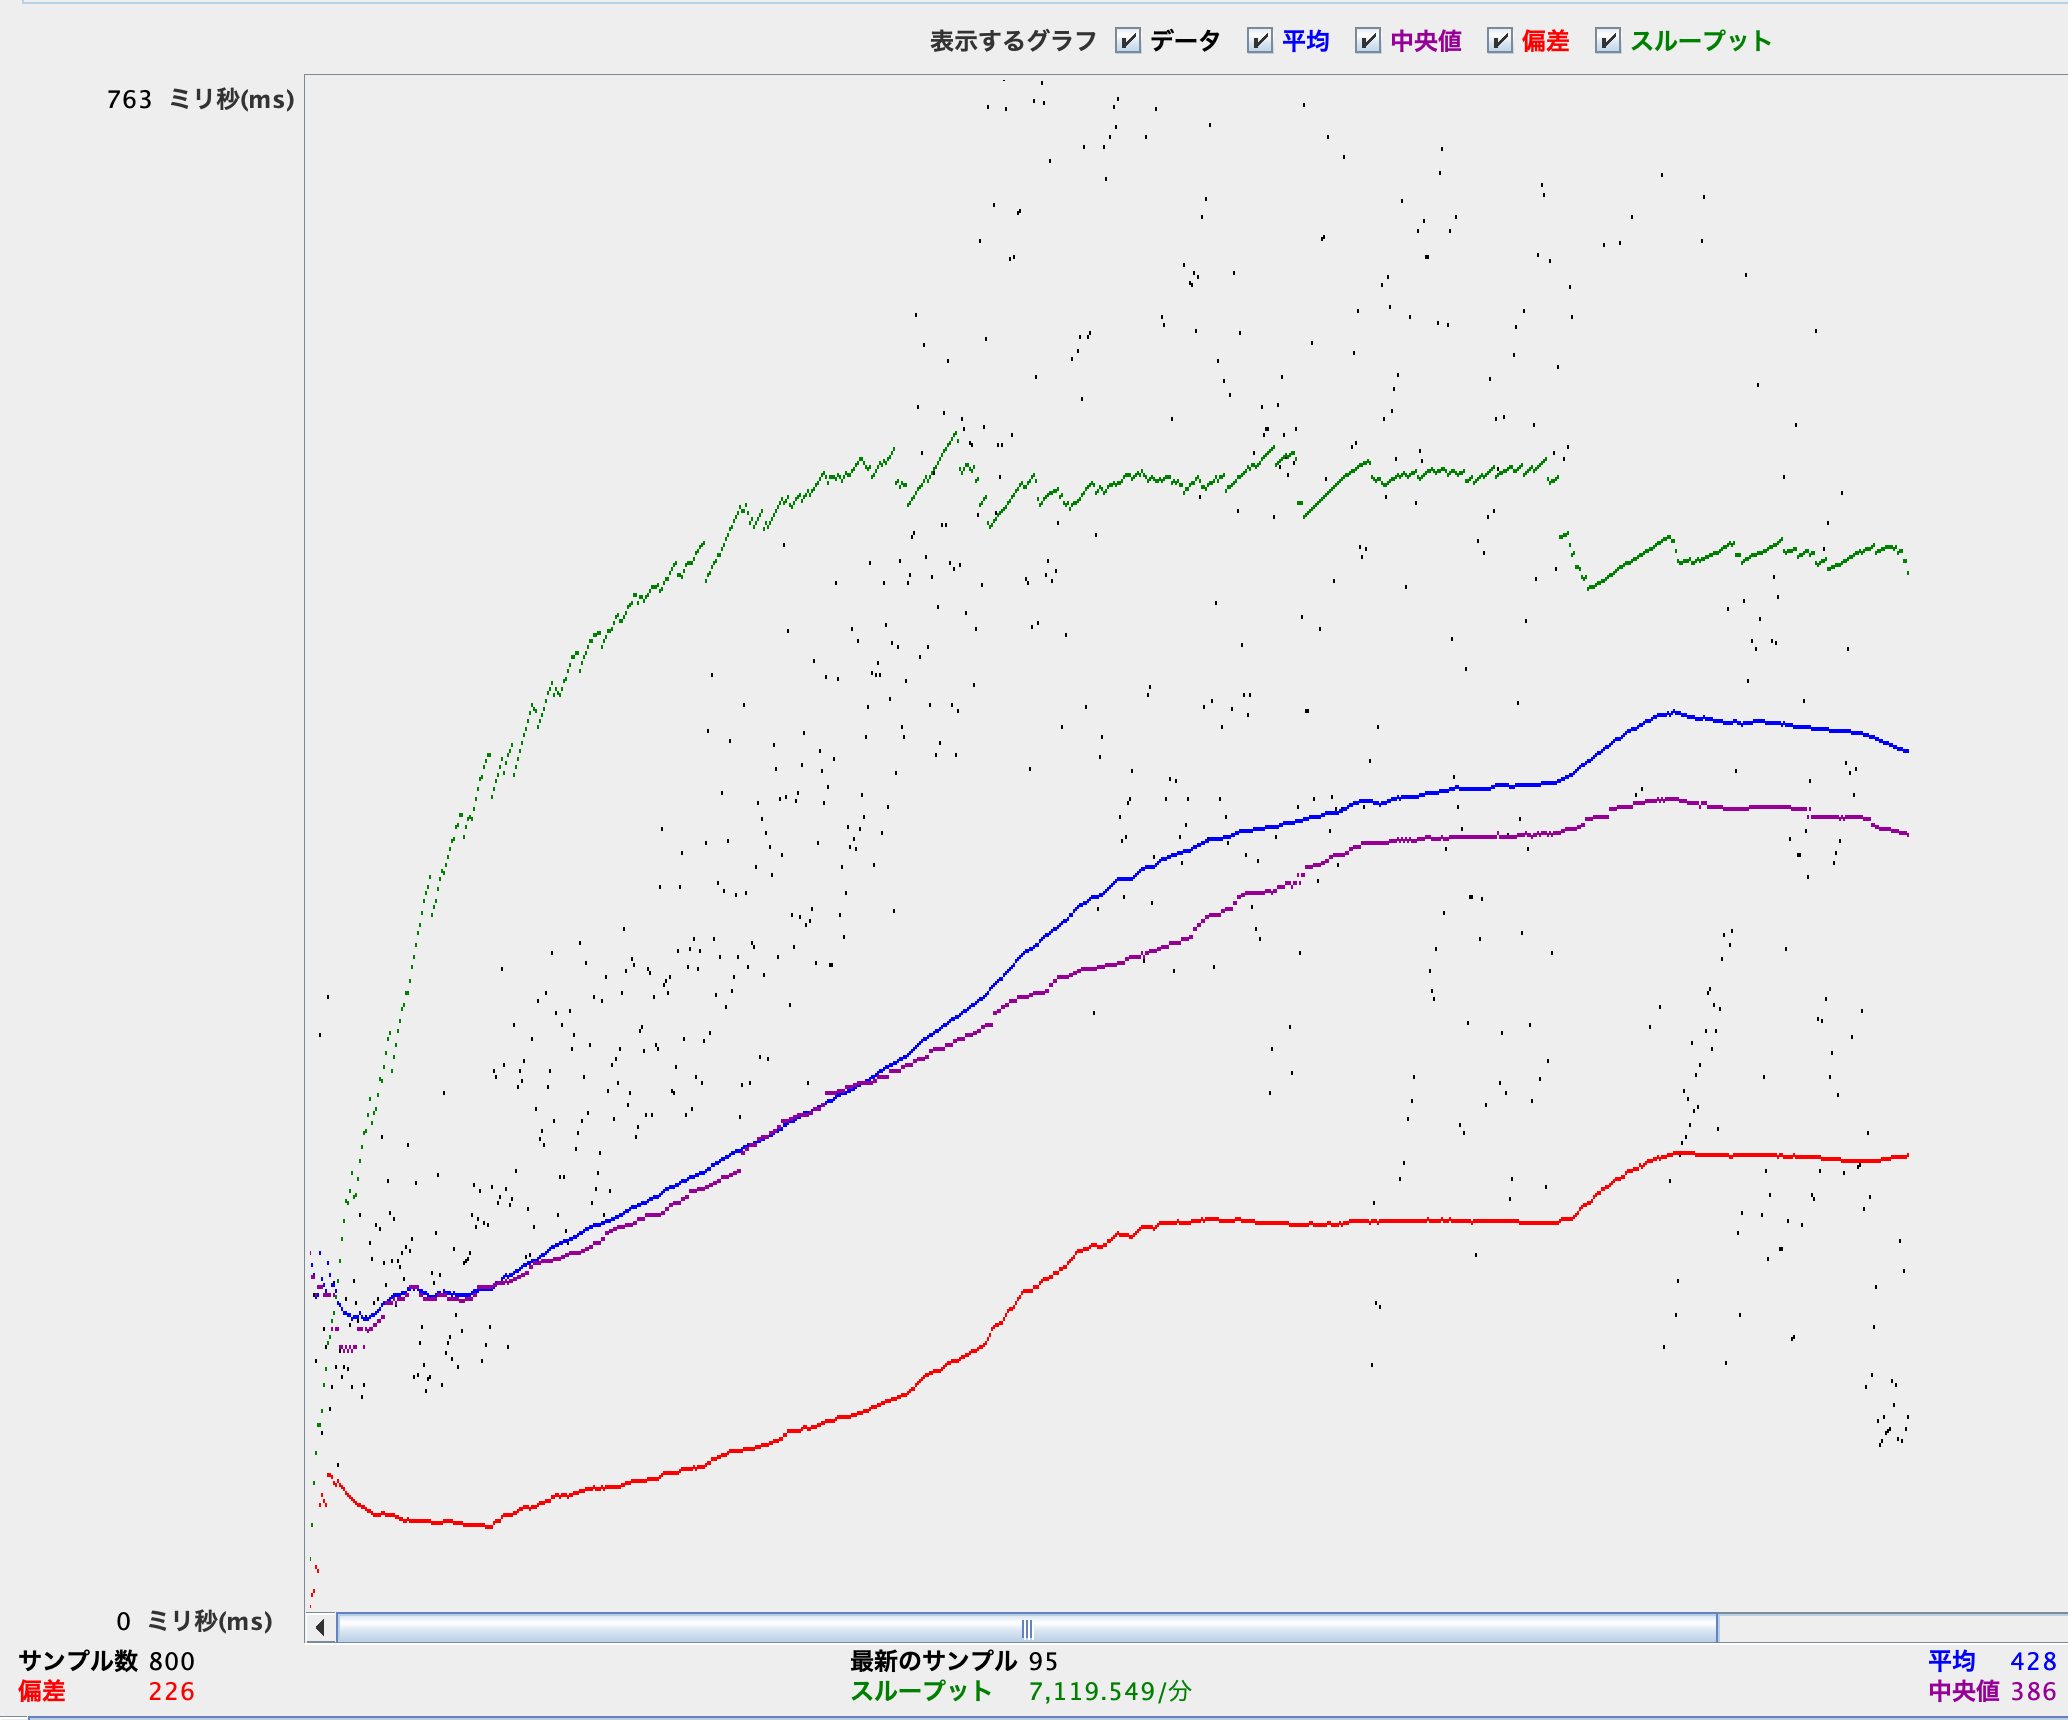 表示するグラフ データ 平均 中央値 偏差 スループット
763 ミリ秒(ms)
0 ミリ秒(ms)
サンプル数 800 最新のサンプル 95 平均 428
偏差 226 スループット 7,119.549/分 中央値 386